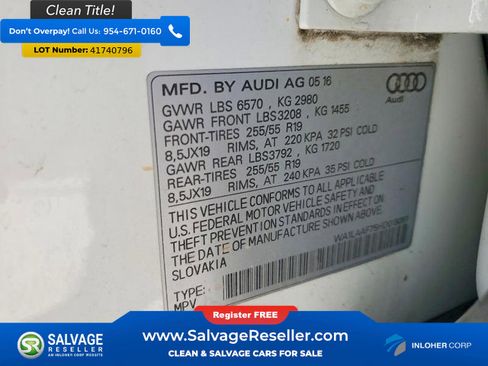 Clean Title!
Don't Overpay! Call Us: 954-671-0160
LOT Number: 41740796
MFD. BY AUDI AG 05 16
GVWR LBS 6570 , KG 2980
GAWR FRONT LBS3208 , KG 1455
FRONT-TIRES 255/55 R19
8,5JX19 RIMS, AT 220 KPA 32 PSI COLD
GAWR REAR LBS3792 , KG 1720
REAR-TIRES 255/55 R19
8,5JX19 RIMS, AT 240 KPA 35 PSI COLD
THIS VEHICLE CONFORMS TO ALL APPLICABLE
U.S. FEDERAL MOTOR VEHICLE SAFETY AND
THEFT PREVENTION STANDARDS IN EFFECT ON
THE DATE OF MANUFACTURE SHOWN ABOVE.
SLOVAKIA
TYPE:
MPV
Audi
Register FREE!
SALVAGE
RESELLER
AN INLOHER CORP WEBSITE
www.SalvageReseller.com
CLEAN & SALVAGE CARS FOR SALE
INLOHER CORP